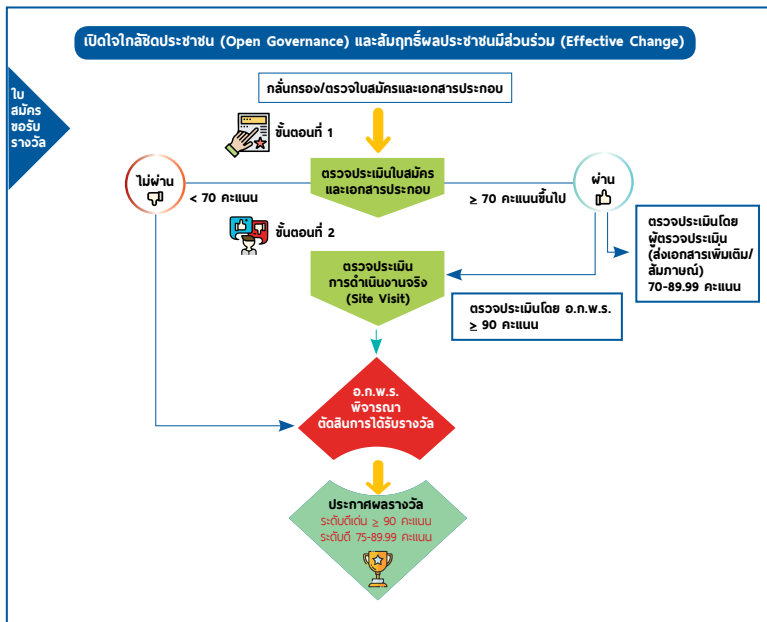 เปิดใจใกล้ชิดประชาชน (Open Governance) และสัมฤทธิ์ผลประชาชนมีส่วนร่วม (Effective Change)
ใบ
สมัคร
ขอรับ
รางวัล
กลั่นกรอง/ตรวจใบสมัครและเอกสารประกอบ
ขั้นตอนที่ 1
ตรวจประเมินใบสมัคร
และเอกสารประกอบ
ไม่ผ่าน
< 70 คะแนน
≥ 70 คะแนนขึ้นไป
ผ่าน
ขั้นตอนที่ 2
ตรวจประเมิน
การดำเนินงานจริง
(Site Visit)
ตรวจประเมินโดย
ผู้ตรวจประเมิน
(ส่งเอกสารเพิ่มเติม/
สัมภาษณ์)
70-89.99 คะแนน
ตรวจประเมินโดย อ.ก.พ.ร.
≥ 90 คะแนน
อ.ก.พ.ร.
พิจารณา
ตัดสินการได้รับรางวัล
ประกาศผลรางวัล
ระดับดีเด่น ≥ 90 คะแนน
ระดับดี 75-89.99 คะแนน